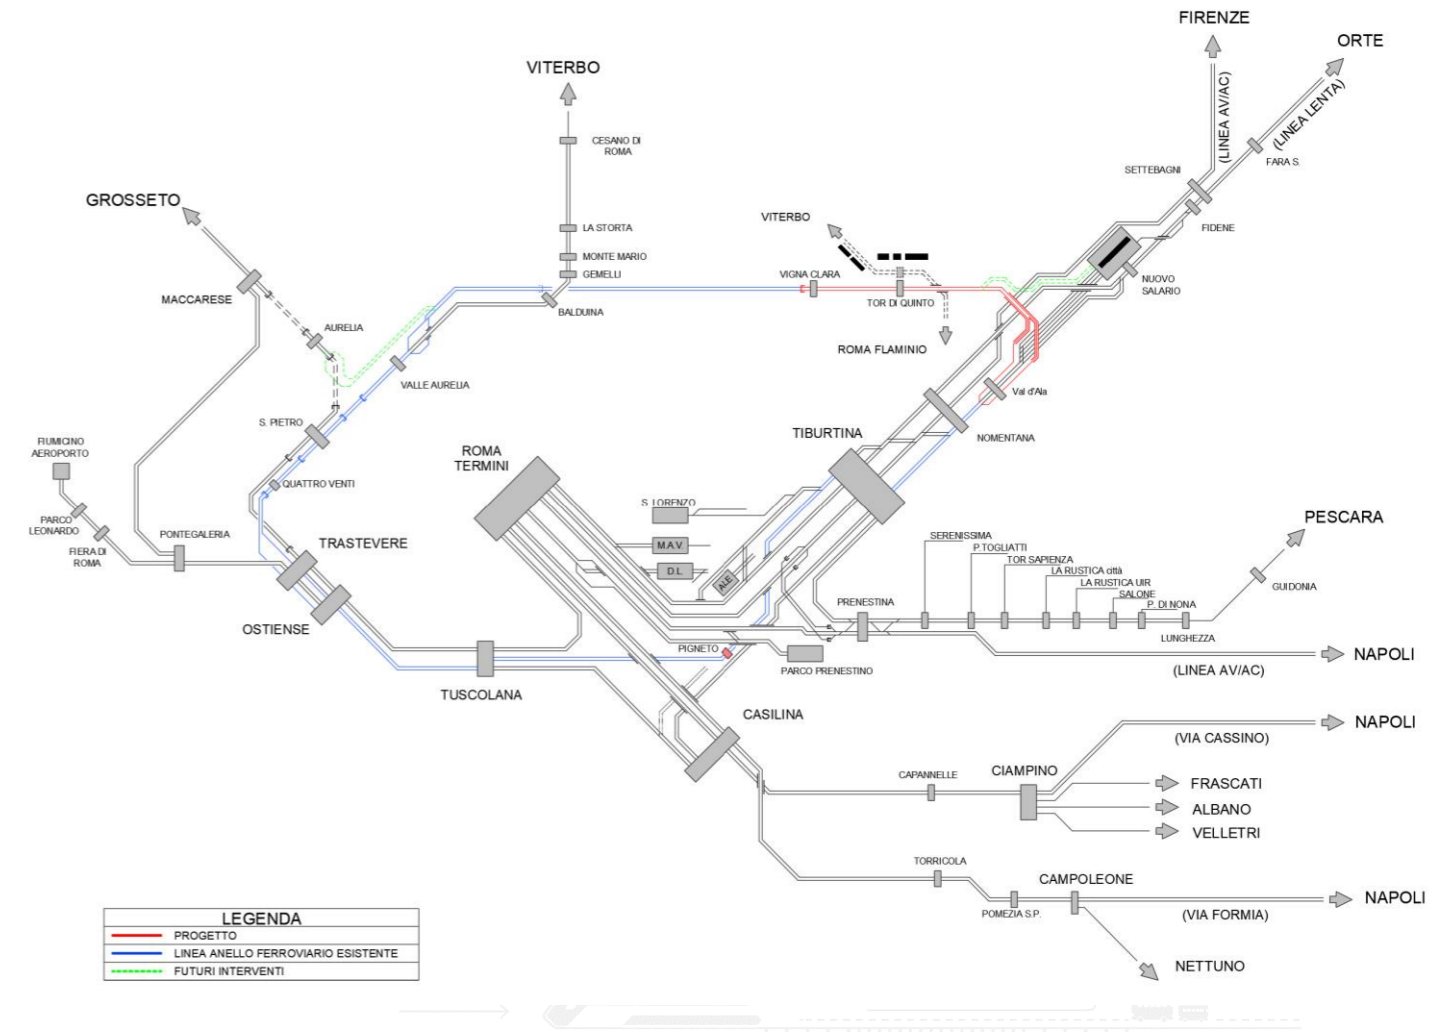 FIRENZE
ORTE
VITERBO
(LINEA AV/AC)
(LINEA LENTA)
CESANO DI
ROMA
FARA S.
SETTEBAGNI
GROSSETO
VITERBO
LA STORTA
FIDENE
MONTE MARIO
GEMELLI
VIGNA CLARA
NUOVO
SALARIO
MACCARESE
TOR DI QUINTO
BALDUINA
AURELIA
ROMA FLAMINIO
VALLE AURELIA
Val d'Ala
S. PIETRO
TIBURTINA
NOMENTANA
FIUMICINO
AEROPORTO
ROMA
TERMINI
QUATTRO VENTI
S. LORENZO
PARCO
LEONARDO
PONTEGALERIA
TRASTEVERE
PESCARA
SERENISSIMA
M.A.V.
P.TOGLIATTI
FIERA DI
ROMA
TOR SAPIENZA
D.L.
LA RUSTICA città
ALE
LA RUSTICA UIR
GUIDONIA
SALONE
PRENESTINA
P. DI NONA
OSTIENSE
LUNGHEZZA
PIGNETO
NAPOLI
PARCO PRENESTINO
(LINEA AV/AC)
TUSCOLANA
CASILINA
NAPOLI
(VIA CASSINO)
CAPANNELLE
CIAMPINO
FRASCATI
ALBANO
VELLETRI
TORRICOLA
CAMPOLEONE
NAPOLI
POMEZIA S.P.
(VIA FORMIA)
LEGENDA
PROGETTO
LINEA ANELLO FERROVIARIO ESISTENTE
FUTURI INTERVENTI
NETTUNO